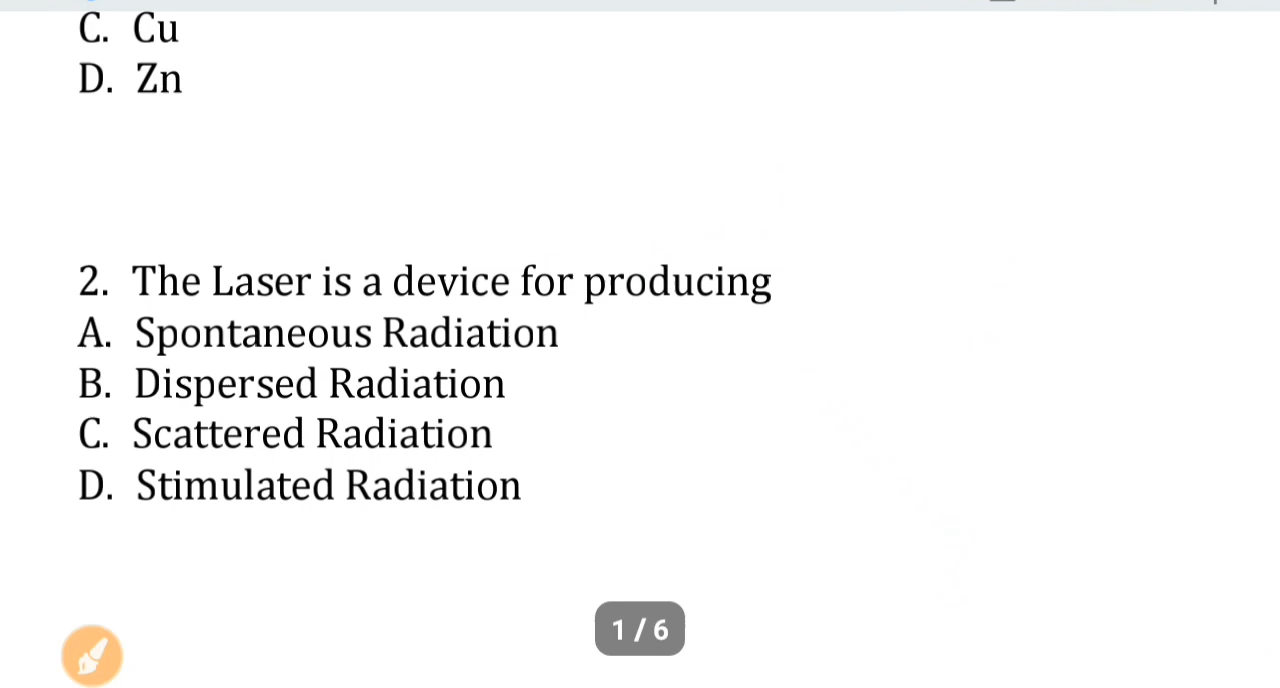 C. Cu
D. Zn
2. The Laser is a device for producing
A. Spontaneous Radiation
B. Dispersed Radiation
C. Scattered Radiation
D. Stimulated Radiation
1 / 6